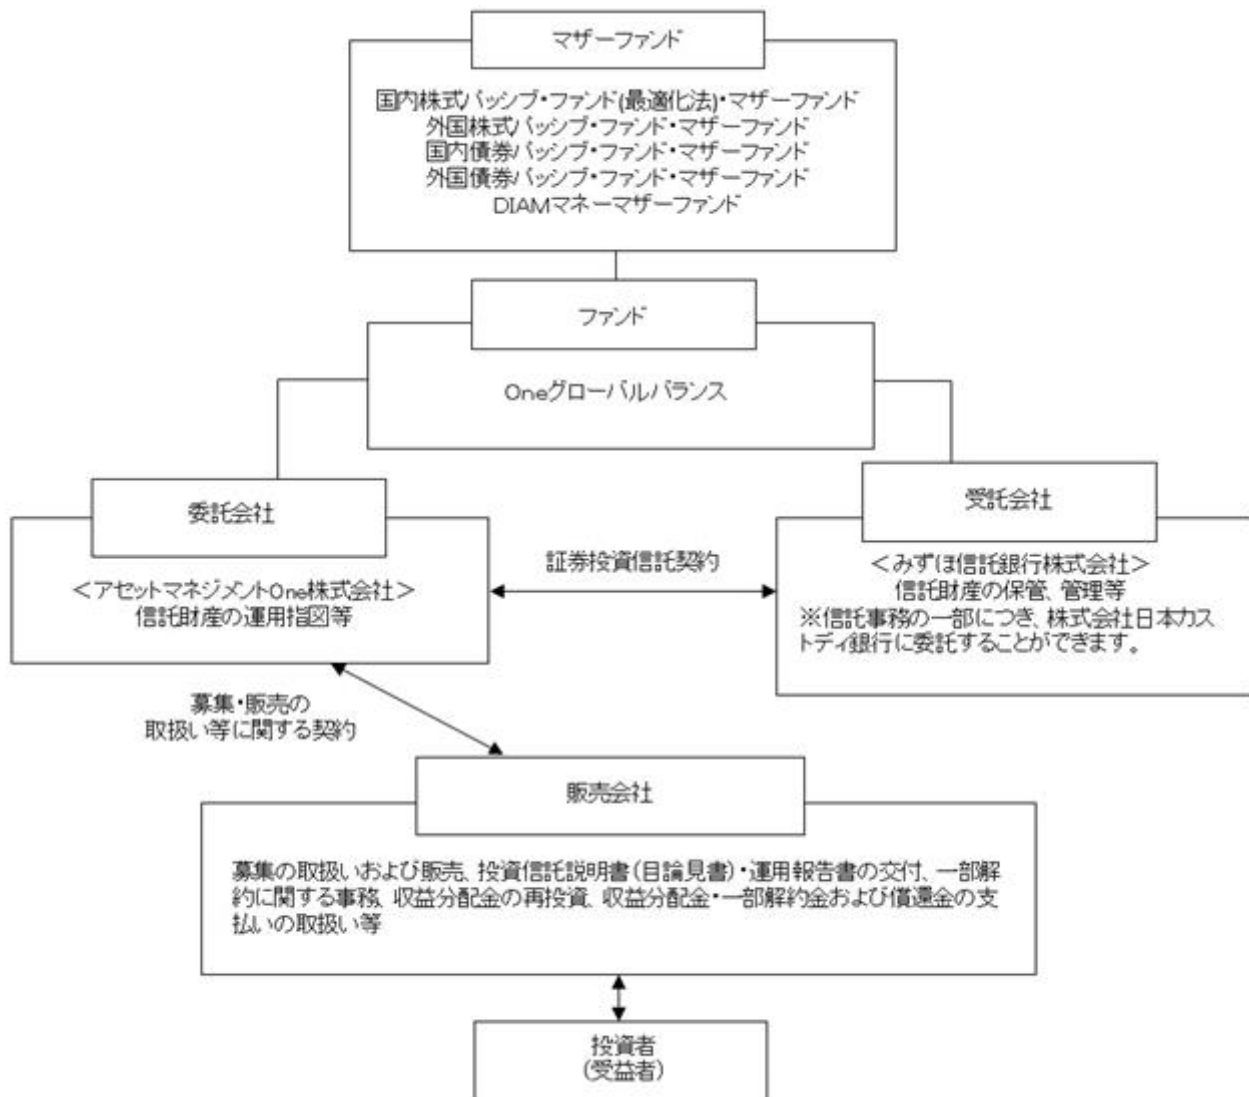 マザーファンド
国内株式パッシブ・ファンド(最適化法)・マザーファンド
外国株式パッシブ・ファンド・マザーファンド
国内債券パッシブ・ファンド・マザーファンド
外国債券パッシブ・ファンド・マザーファンド
DIAMマネーマザーファンド
ファンド
Oneグローバルバランス
委託会社
<アセットマネジメントOne株式会社>
信託財産の運用指図等
証券投資信託契約
受託会社
<みずほ信託銀行株式会社>
信託財産の保管、管理等
※信託事務の一部につき、株式会社日本カス
トディ銀行に委託することができます。
募集・販売の
取扱い等に関する契約
販売会社
募集の取扱いおよび販売、投資信託説明書(目論見書)・運用報告書の交付、一部解
約に関する事務、収益分配金の再投資、収益分配金・一部解約金および償還金の支
払いの取扱い等
投資者
(受益者)